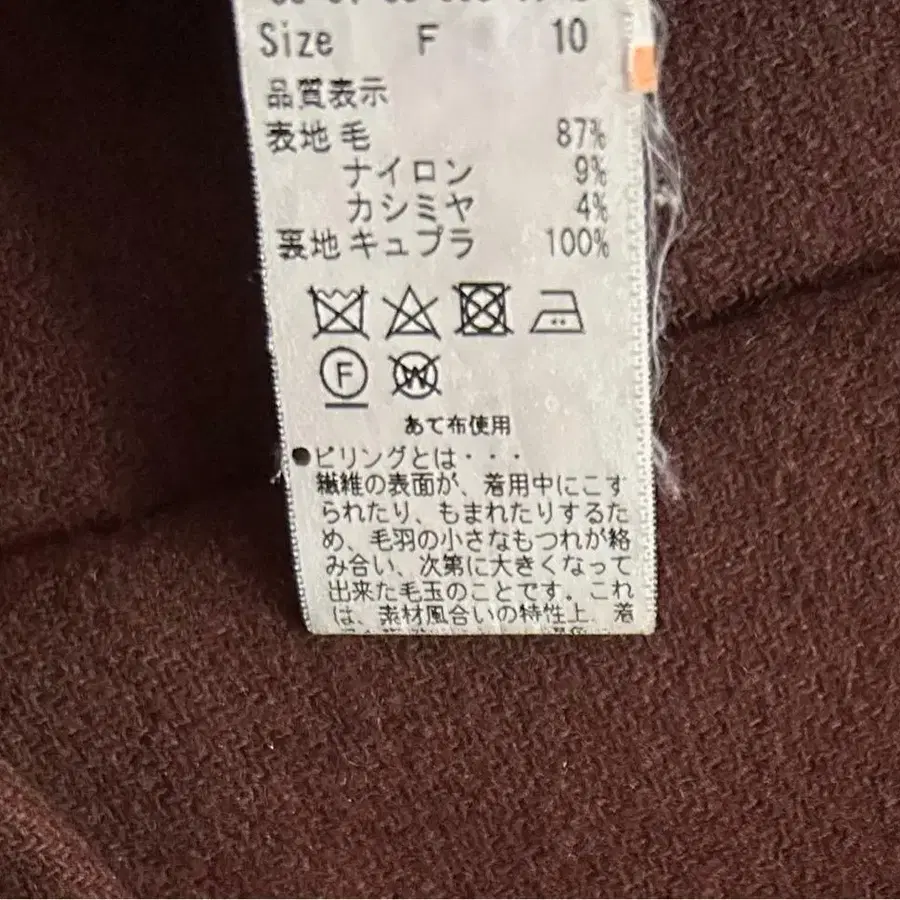 Size F 10
品質表示
表地 毛 87%
ナイロン 9%
カシミヤ 4%
裏地 キュプラ 100%
F W
あて布使用
●ピリングとは・・・
繊維の表面が、着用中にこす
られたり、もまれたりするた
め、毛羽の小さなもつれが絡
み合い、次第に大きくなって
出来た毛玉のことです。これ
は、素材風合いの特性上、着